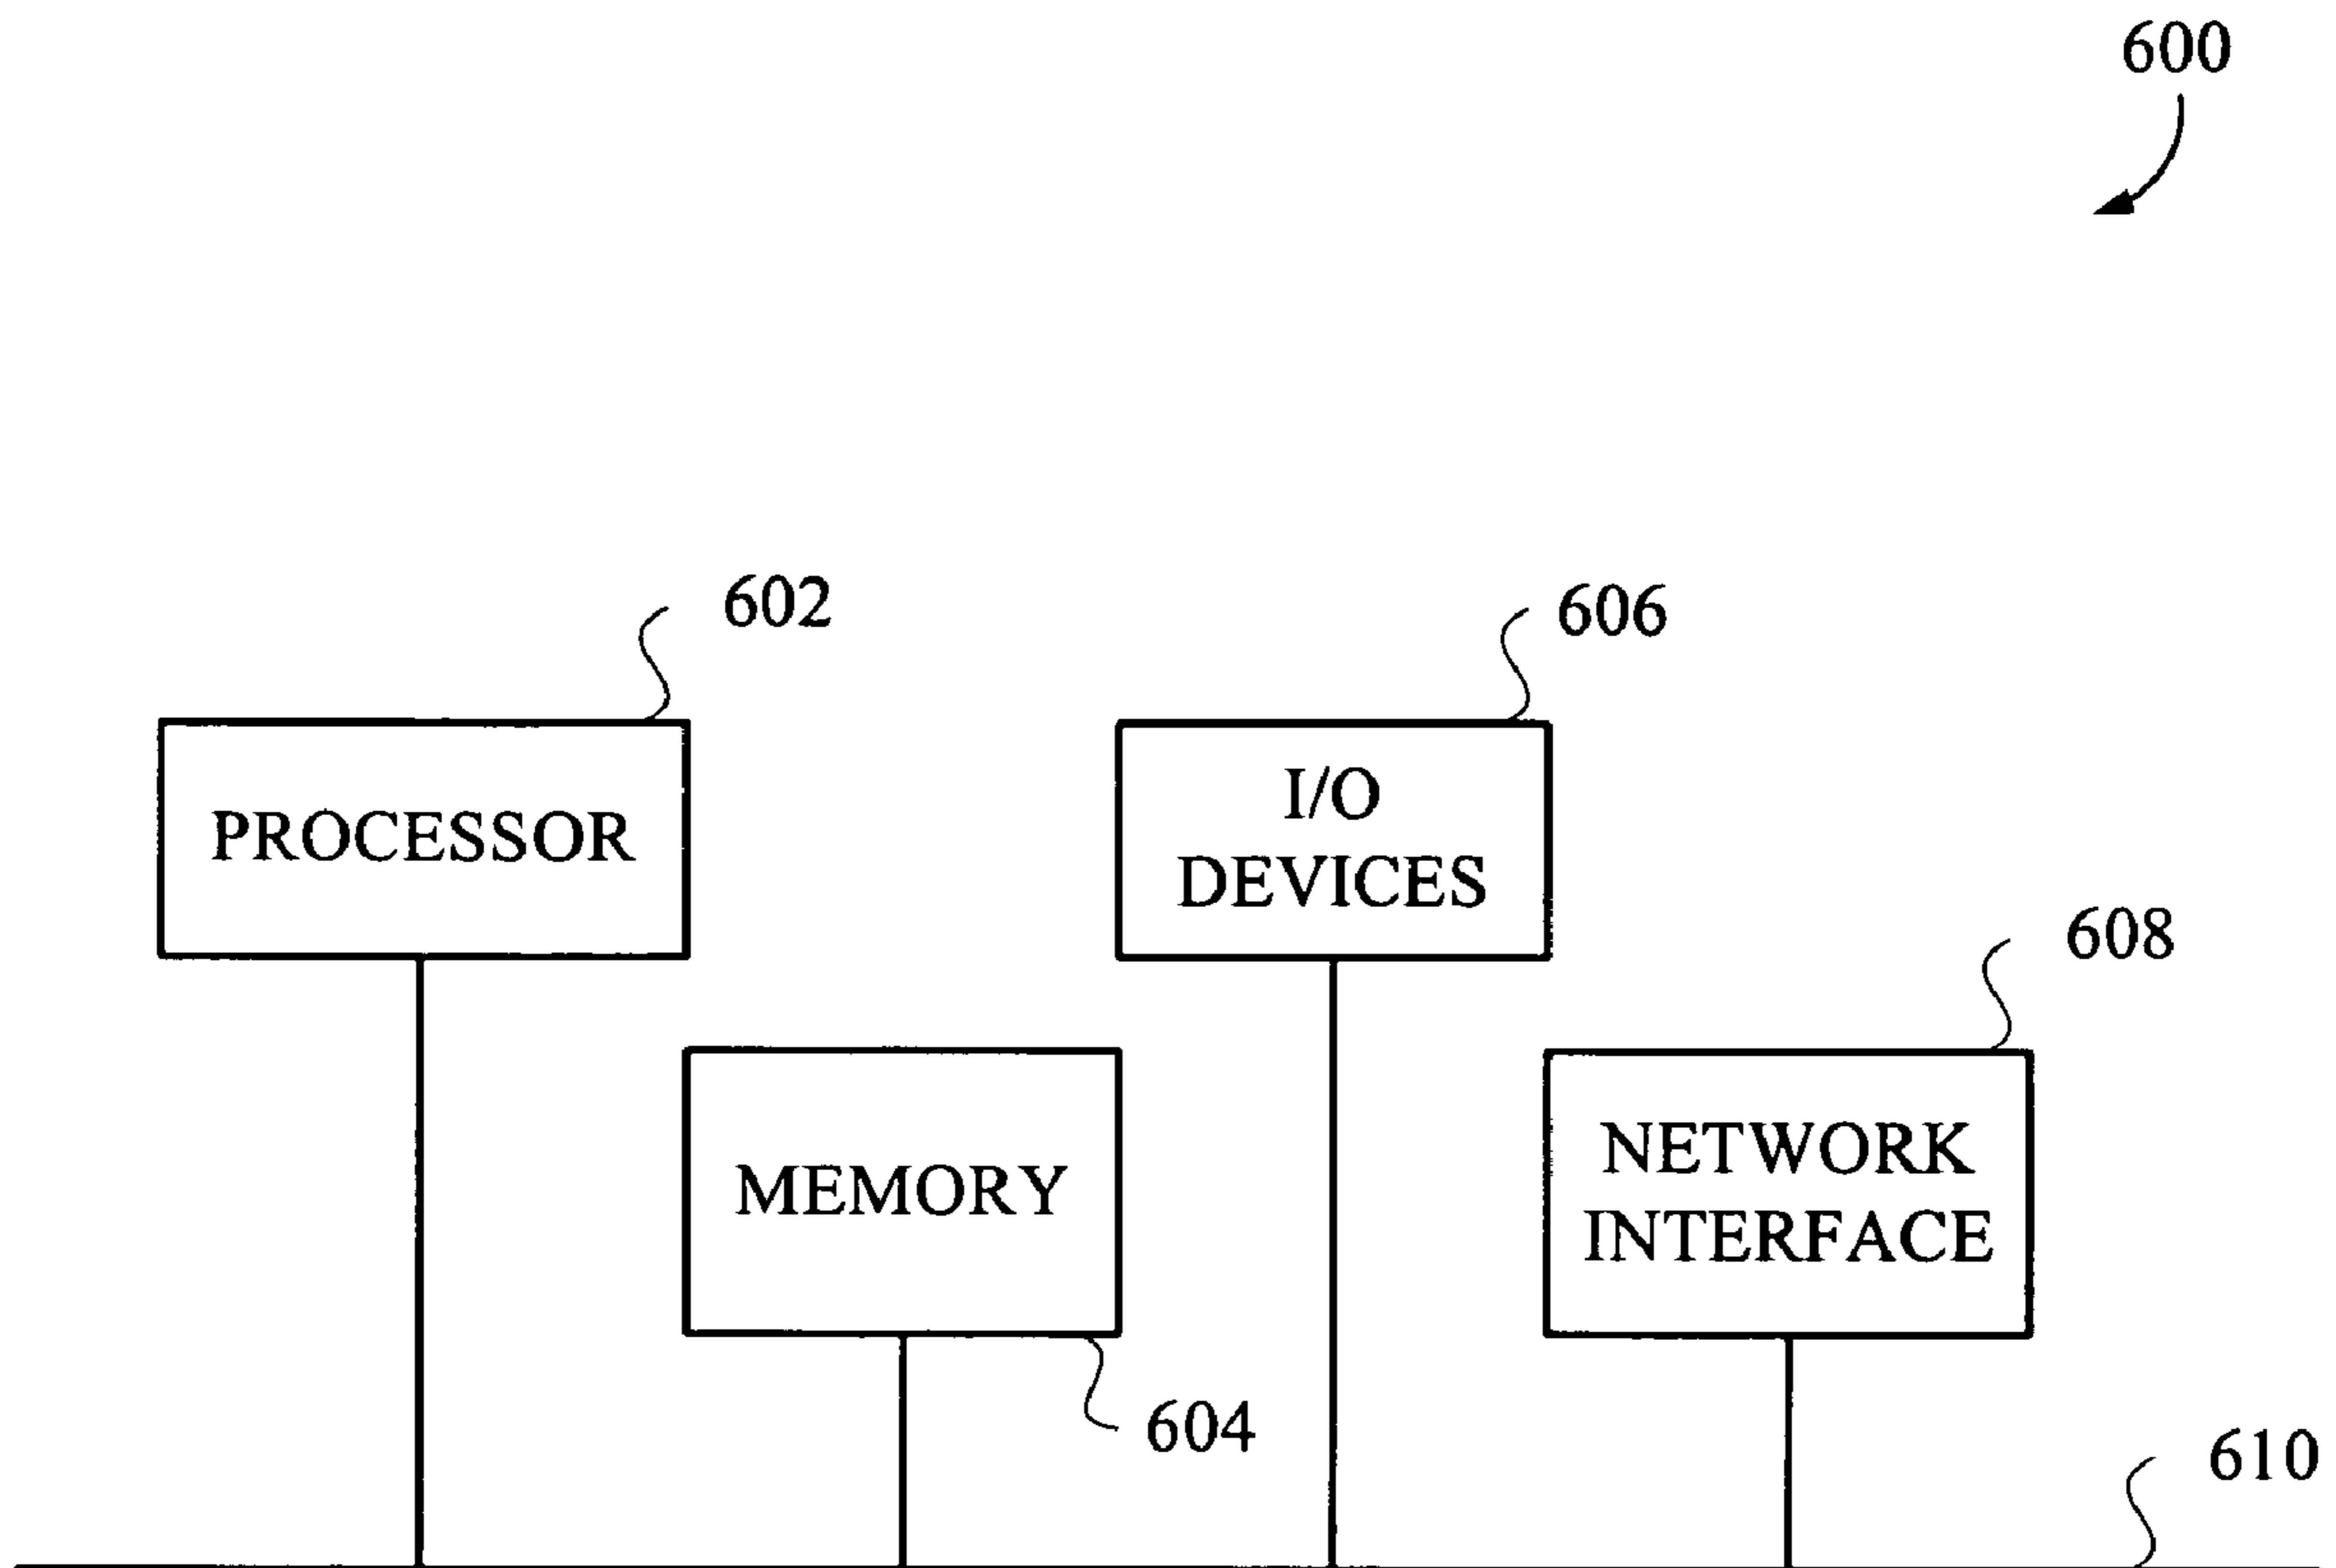 600
602
606
PROCESSOR
I/O
DEVICES
608
MEMORY
NETWORK
INTERFACE
604
610